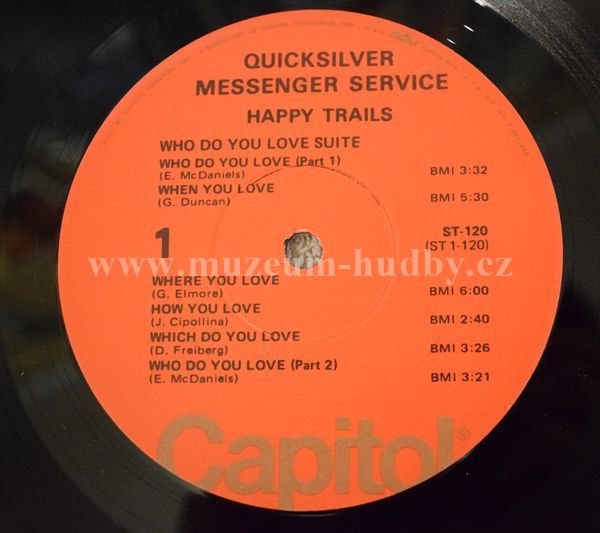 QUICKSILVER
MESSENGER SERVICE
HAPPY TRAILS
WHO DO YOU LOVE SUITE
WHO DO YOU LOVE (Part 1)
(E. McDaniels) BMI 3:32
WHEN YOU LOVE
(G. Duncan) BMI 5:30
1
ST-120
(ST 1-120)
www.muzeum-hudby.cz
WHERE YOU LOVE
(G. Elmore) BMI 6:00
HOW YOU LOVE
(J. Cipollina) BMI 2:40
WHICH DO YOU LOVE
(D. Freiberg) BMI 3:26
WHO DO YOU LOVE (Part 2)
(E. McDaniels) BMI 3:21
Capitol®